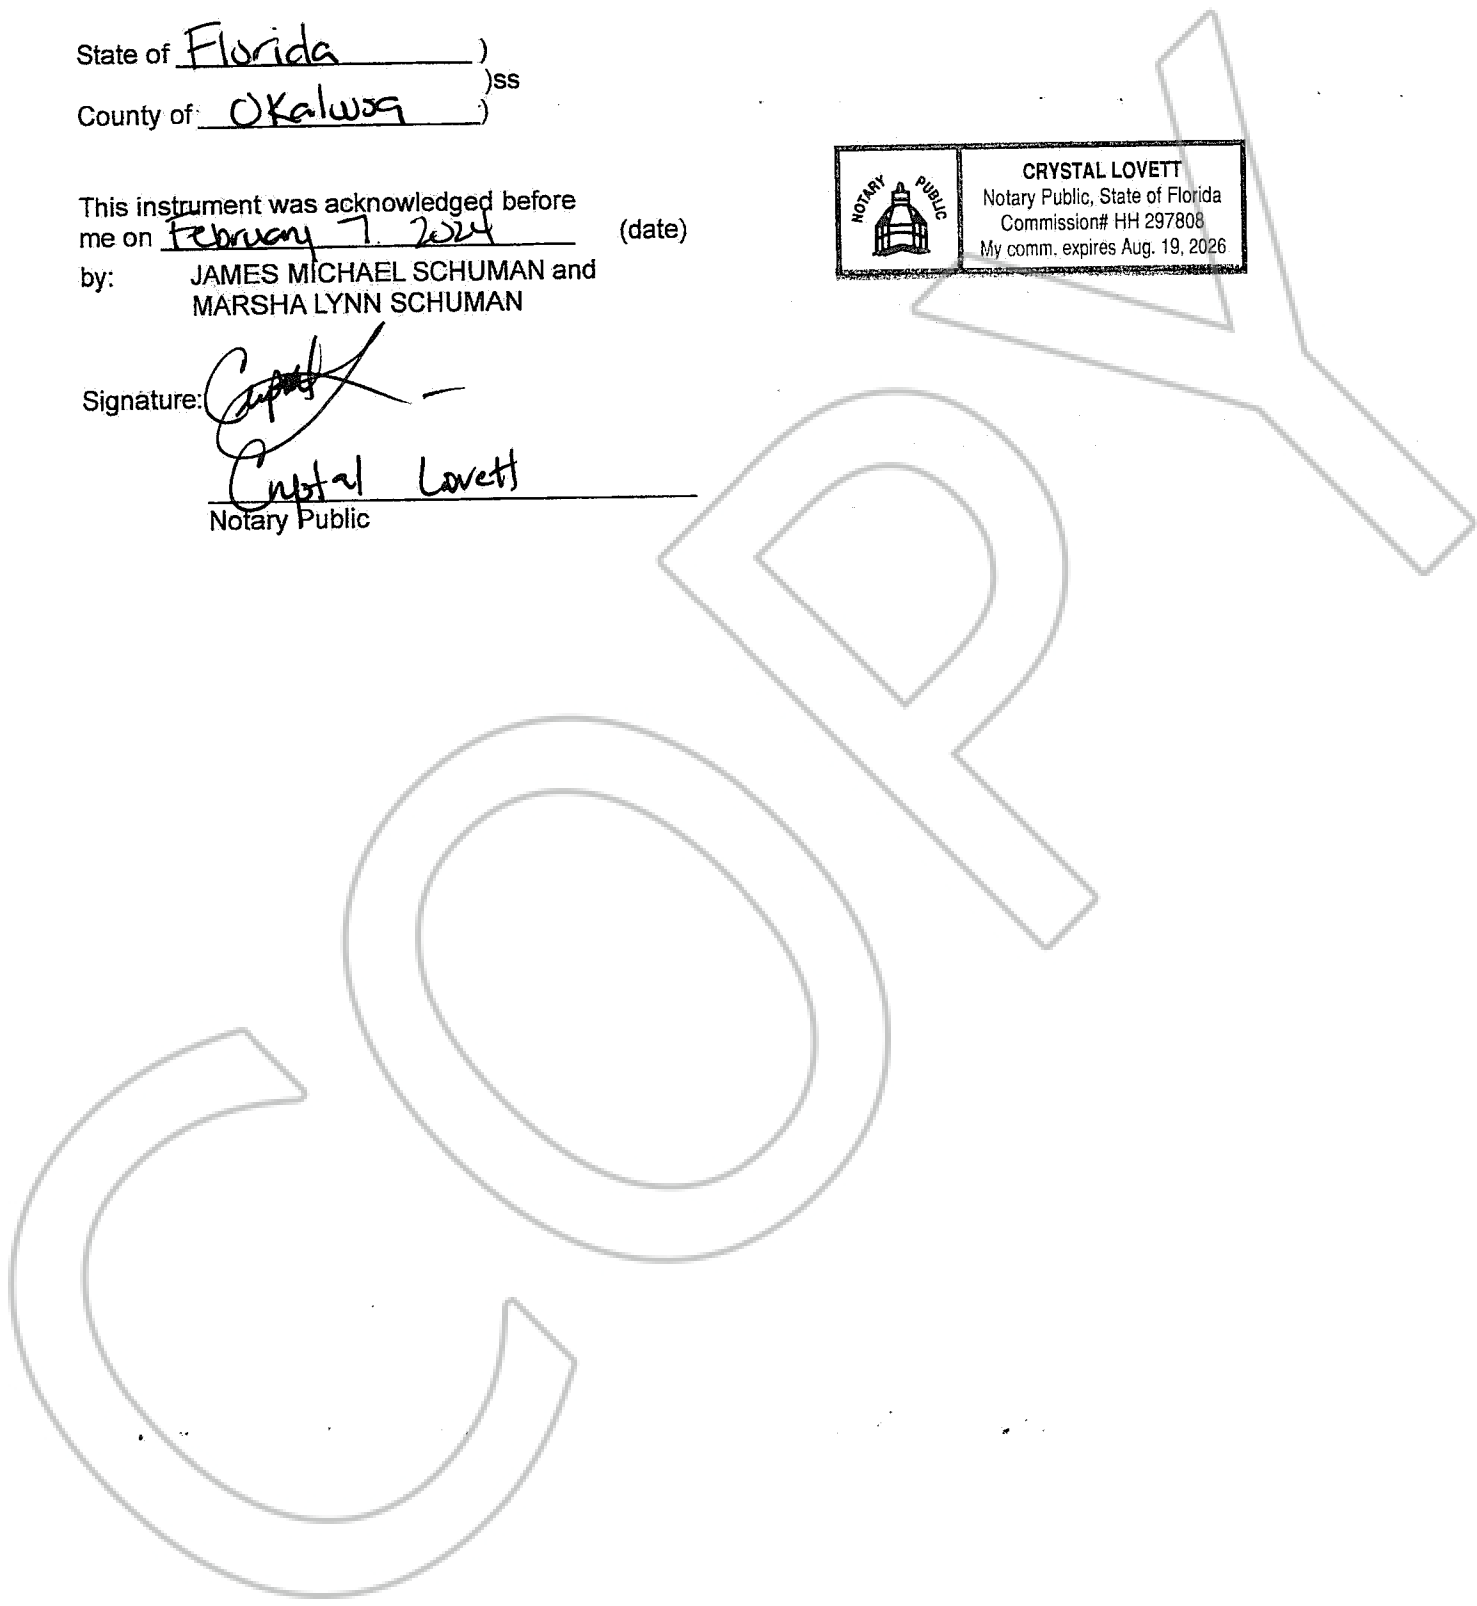 State of Florida )
)ss
County of Okalwosa )
This instrument was acknowledged before
me on February 7. 2024 (date)
by: JAMES MICHAEL SCHUMAN and
MARSHA LYNN SCHUMAN
Signature:
Crystal Lovett
Notary Public
NOTARY PUBLIC
CRYSTAL LOVETT
Notary Public, State of Florida
Commission# HH 297808
My comm. expires Aug. 19, 2026
COPY